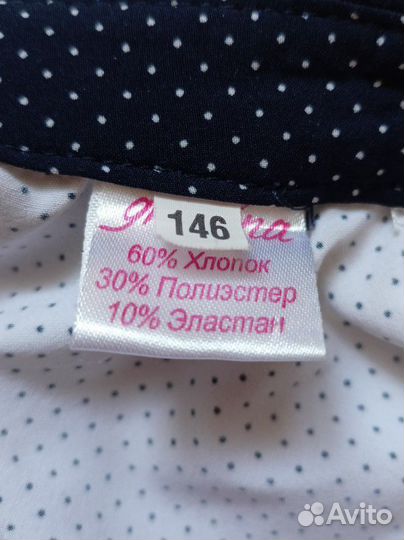 146
60% Хлопок
30% Полиэстер
10% Эластан
Avito